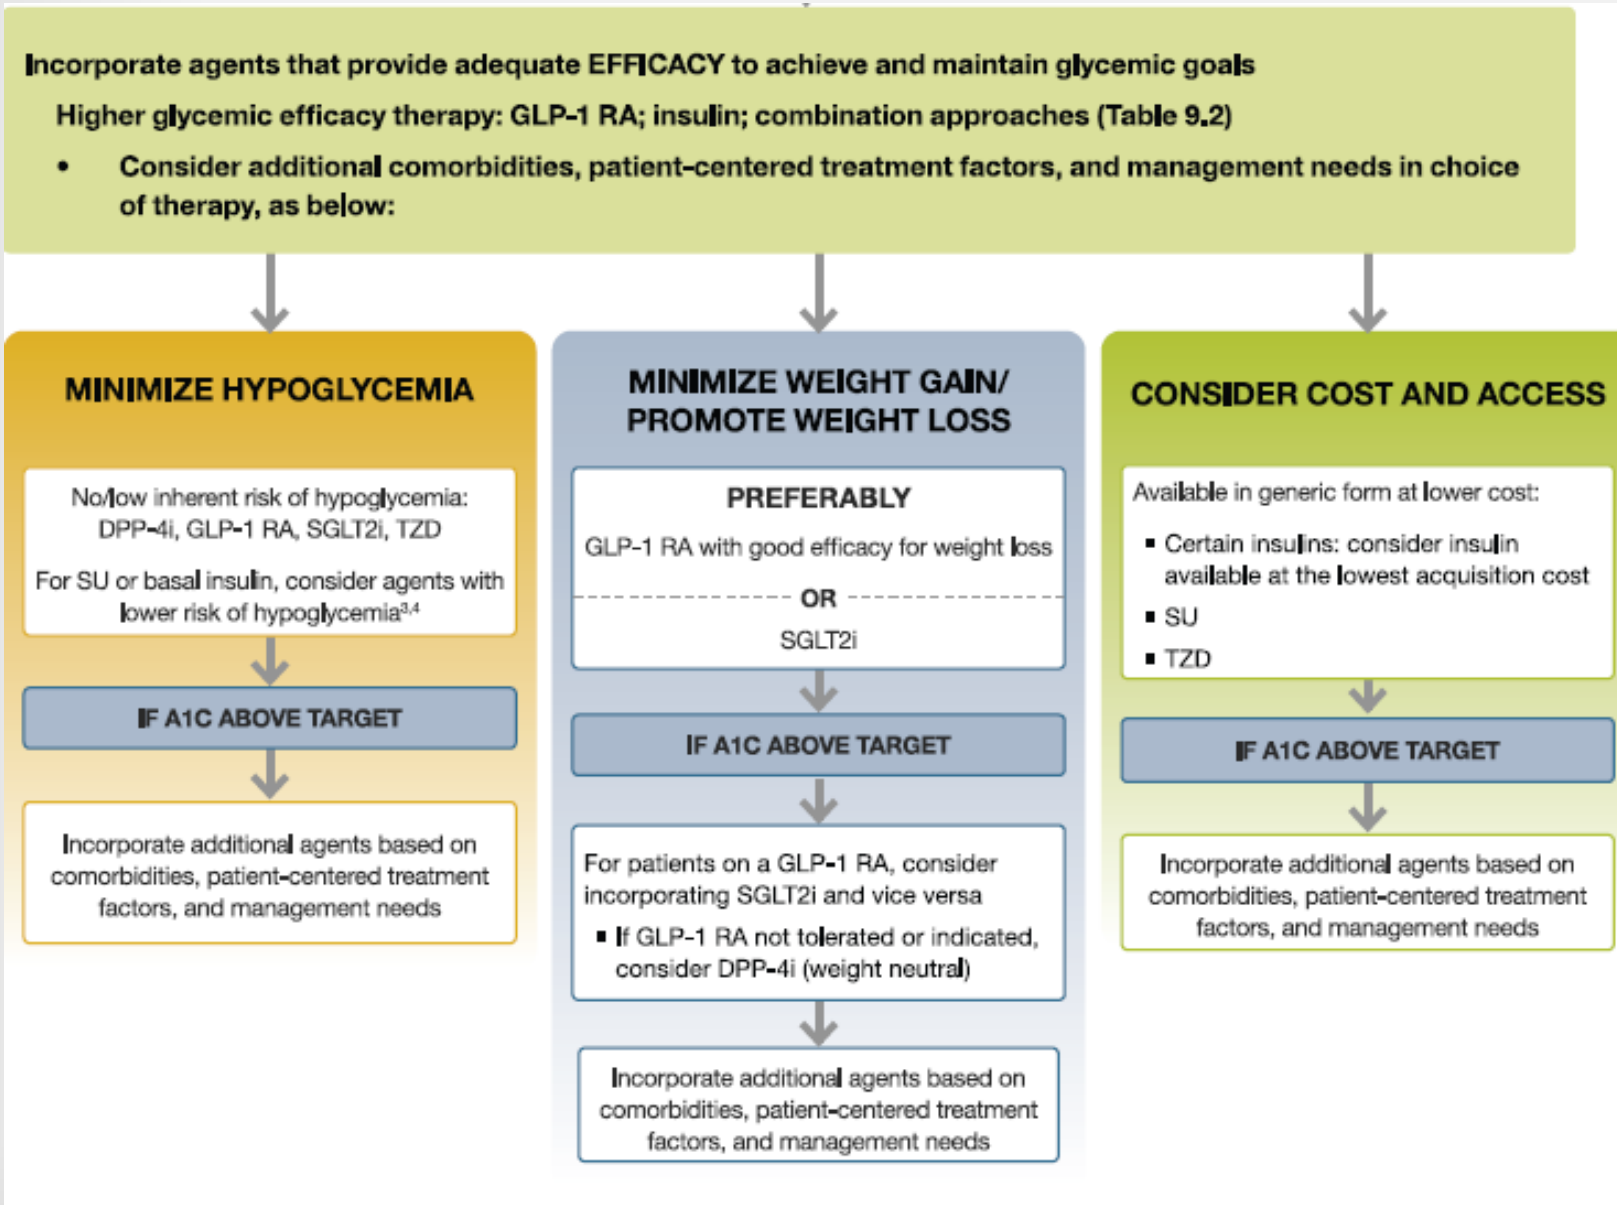 Incorporate agents that provide adequate EFFICACY to achieve and maintain glycemic goals
Higher glycemic efficacy therapy: GLP-1 RA; insulin; combination approaches (Table 9.2)
• Consider additional comorbidities, patient-centered treatment factors, and management needs in choice
of therapy, as below:
MINIMIZE HYPOGLYCEMIA
No/low inherent risk of hypoglycemia:
DPP-4i, GLP-1 RA, SGLT2i, TZD
For SU or basal insulin, consider agents with
lower risk of hypoglycemia³,⁴
IF A1C ABOVE TARGET
Incorporate additional agents based on
comorbidities, patient-centered treatment
factors, and management needs
MINIMIZE WEIGHT GAIN/
PROMOTE WEIGHT LOSS
PREFERABLY
GLP-1 RA with good efficacy for weight loss
OR
SGLT2i
IF A1C ABOVE TARGET
For patients on a GLP-1 RA, consider
incorporating SGLT2i and vice versa
▪ If GLP-1 RA not tolerated or indicated,
consider DPP-4i (weight neutral)
Incorporate additional agents based on
comorbidities, patient-centered treatment
factors, and management needs
CONSIDER COST AND ACCESS
Available in generic form at lower cost:
▪ Certain insulins: consider insulin
available at the lowest acquisition cost
▪ SU
▪ TZD
IF A1C ABOVE TARGET
Incorporate additional agents based on
comorbidities, patient-centered treatment
factors, and management needs